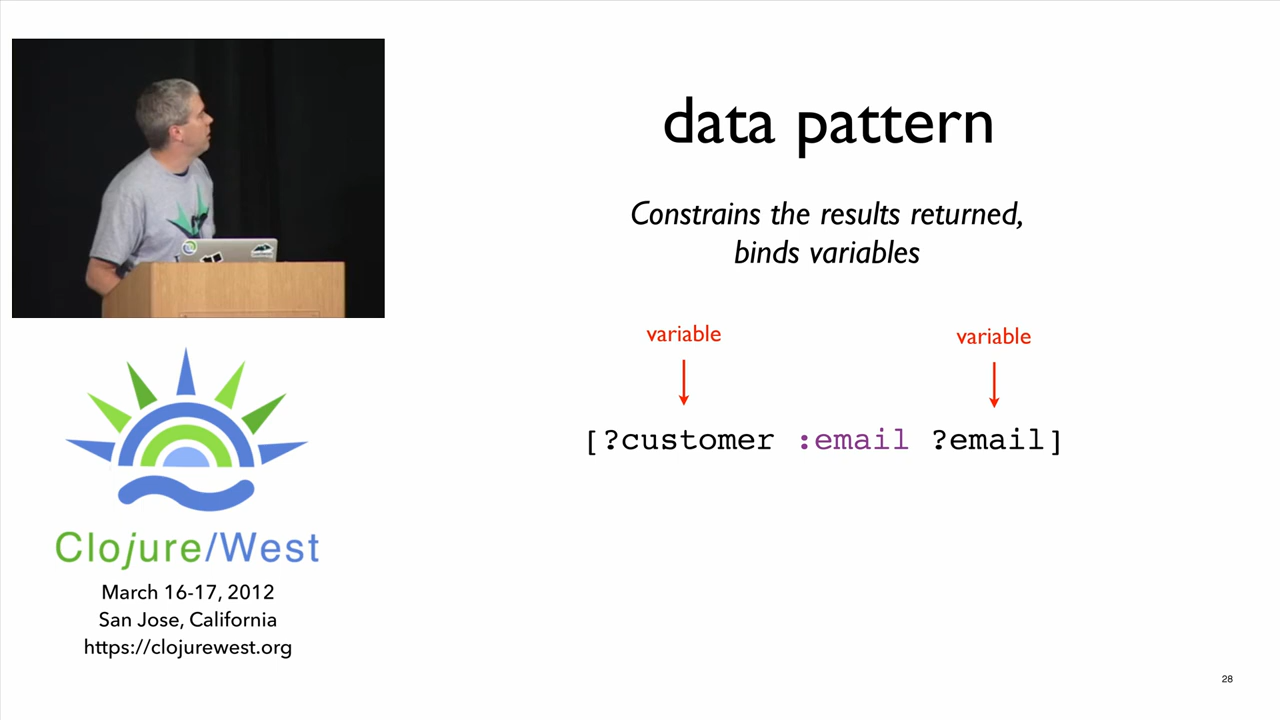 data pattern
Constrains the results returned,
binds variables
variable variable
[?customer :email ?email]
Clojure/West
March 16-17, 2012
San Jose, California
https://clojurewest.org
28